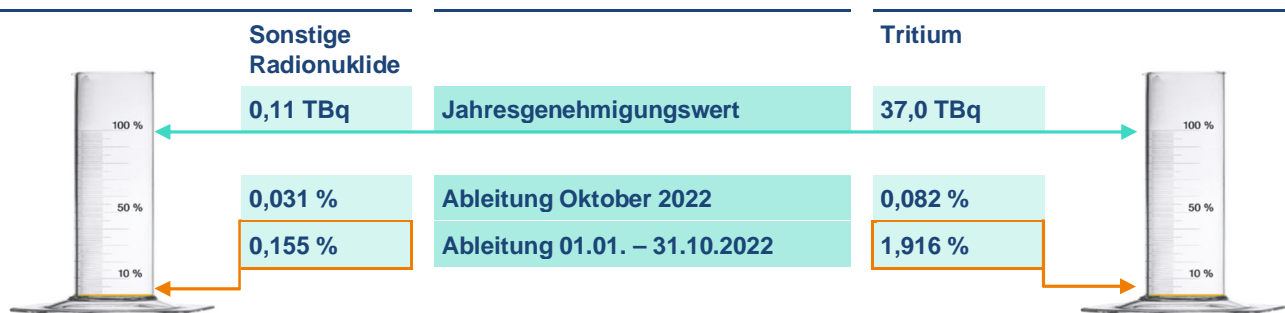 Sonstige
Radionuklide
Tritium
0,11 TBq Jahresgenehmigungswert 37,0 TBq
100 % 100 %
0,031 % Ableitung Oktober 2022 0,082 %
50 % 50 %
0,155 % Ableitung 01.01. – 31.10.2022 1,916 %
10 % 10 %